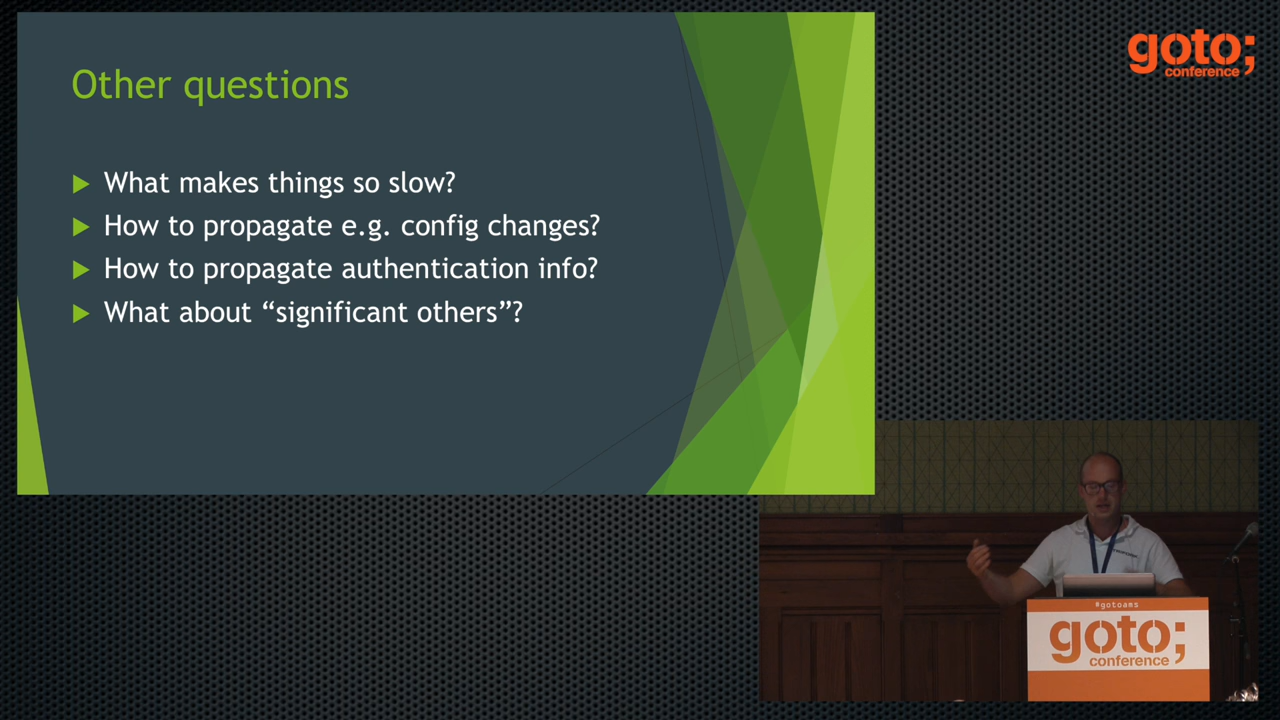 Other questions
What makes things so slow?
How to propagate e.g. config changes?
How to propagate authentication info?
What about “significant others”?
goto;
conference
#gotoams
goto;
conference